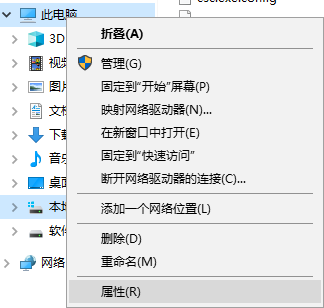 此电脑
3D
视频
图片
文档
下载
音乐
桌面
本地
软件
网络
折叠(A)
管理(G)
固定到"开始"屏幕(P)
映射网络驱动器(N)...
在新窗口中打开(E)
固定到"快速访问"
断开网络驱动器的连接(C)...
添加一个网络位置(L)
删除(D)
重命名(M)
属性(R)